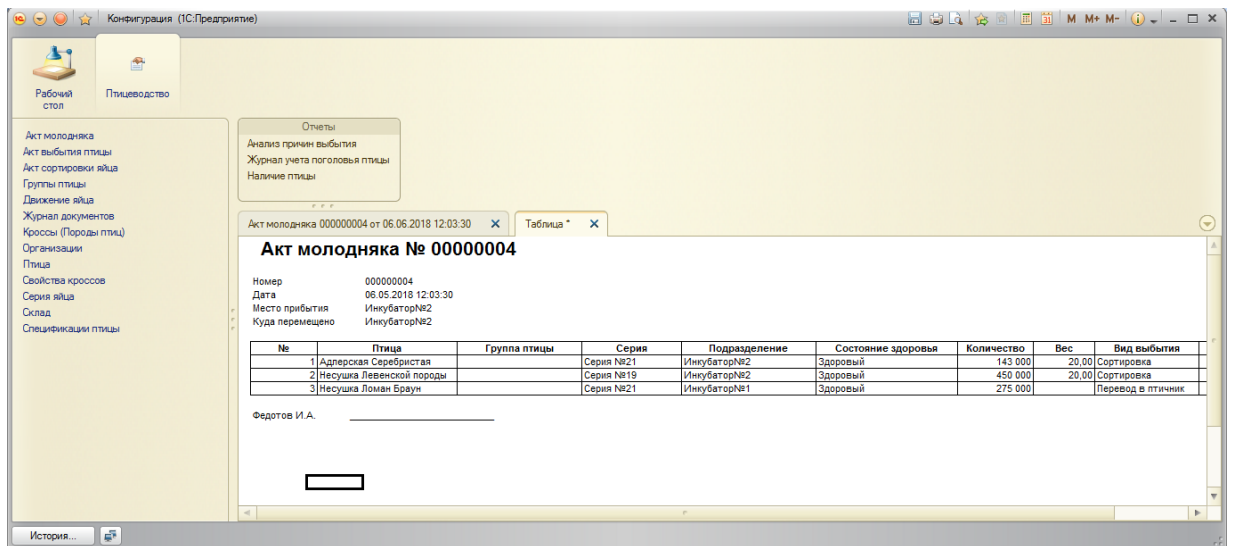 Конфигурация (1С:Предприятие)
M M+ M-
Рабочий
стол
Птицеводство
Акт молодняка
Акт выбытия птицы
Акт сортировки яйца
Группы птицы
Движение яйца
Журнал документов
Кроссы (Породы птиц)
Организации
Птица
Свойства кроссов
Серия яйца
Склад
Спецификации птицы
Отчеты
Анализ причин выбытия
Журнал учета поголовья птицы
Наличие птицы
Акт молодняка 000000004 от 06.06.2018 12:03:30
Таблица *
Акт молодняка № 00000004
Номер 000000004
Дата 06.05.2018 12:03:30
Место прибытия Инкубатор№2
Куда перемещено Инкубатор№2
№ Птица Группа птицы Серия Подразделение Состояние здоровья Количество Вес Вид выбытия
1 Адлерская Серебристая Серия №21 Инкубатор№2 Здоровый 143 000 20,00 Сортировка
2 Несушка Левенской породы Серия №19 Инкубатор№2 Здоровый 450 000 20,00 Сортировка
3 Несушка Ломан Браун Серия №21 Инкубатор№1 Здоровый 275 000 Перевод в птичник
Федотов И.А.
История...